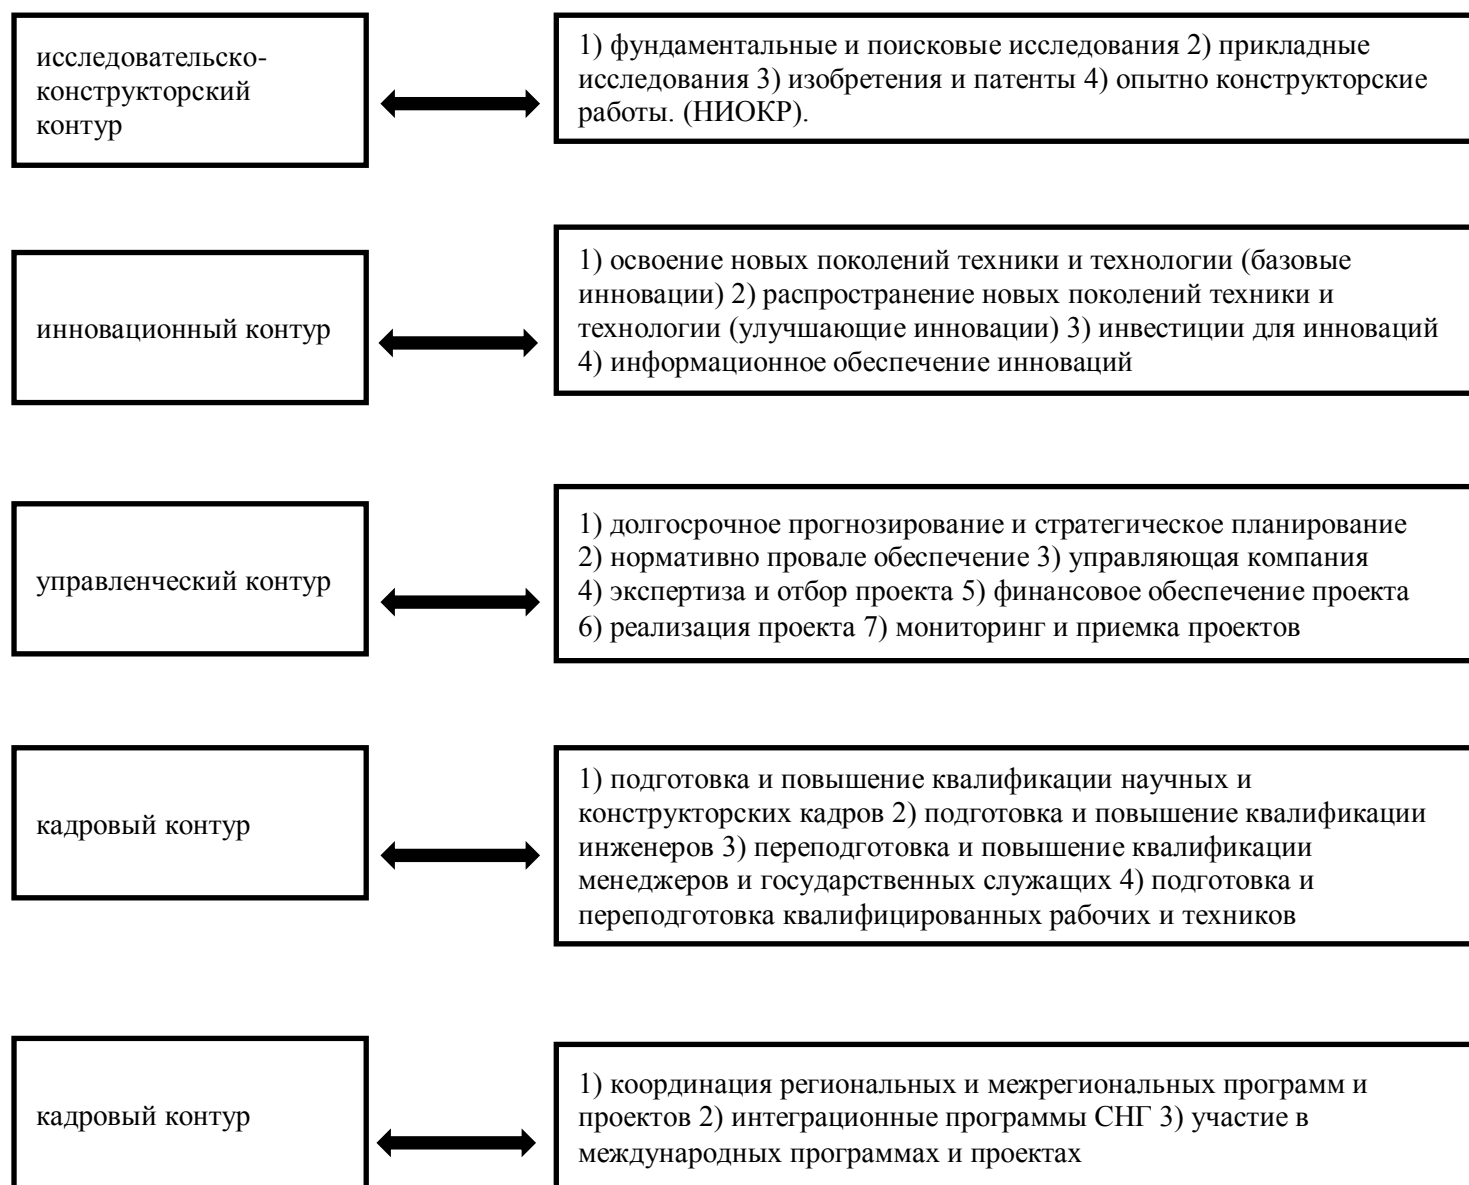 исследовательско-
конструкторский
контур
1) фундаментальные и поисковые исследования 2) прикладные
исследования 3) изобретения и патенты 4) опытно конструкторские
работы. (НИОКР).
инновационный контур
1) освоение новых поколений техники и технологии (базовые
инновации) 2) распространение новых поколений техники и
технологии (улучшающие инновации) 3) инвестиции для инноваций
4) информационное обеспечение инноваций
управленческий контур
1) долгосрочное прогнозирование и стратегическое планирование
2) нормативно провале обеспечение 3) управляющая компания
4) экспертиза и отбор проекта 5) финансовое обеспечение проекта
6) реализация проекта 7) мониторинг и приемка проектов
кадровый контур
1) подготовка и повышение квалификации научных и
конструкторских кадров 2) подготовка и повышение квалификации
инженеров 3) переподготовка и повышение квалификации
менеджеров и государственных служащих 4) подготовка и
переподготовка квалифицированных рабочих и техников
кадровый контур
1) координация региональных и межрегиональных программ и
проектов 2) интеграционные программы СНГ 3) участие в
международных программах и проектах